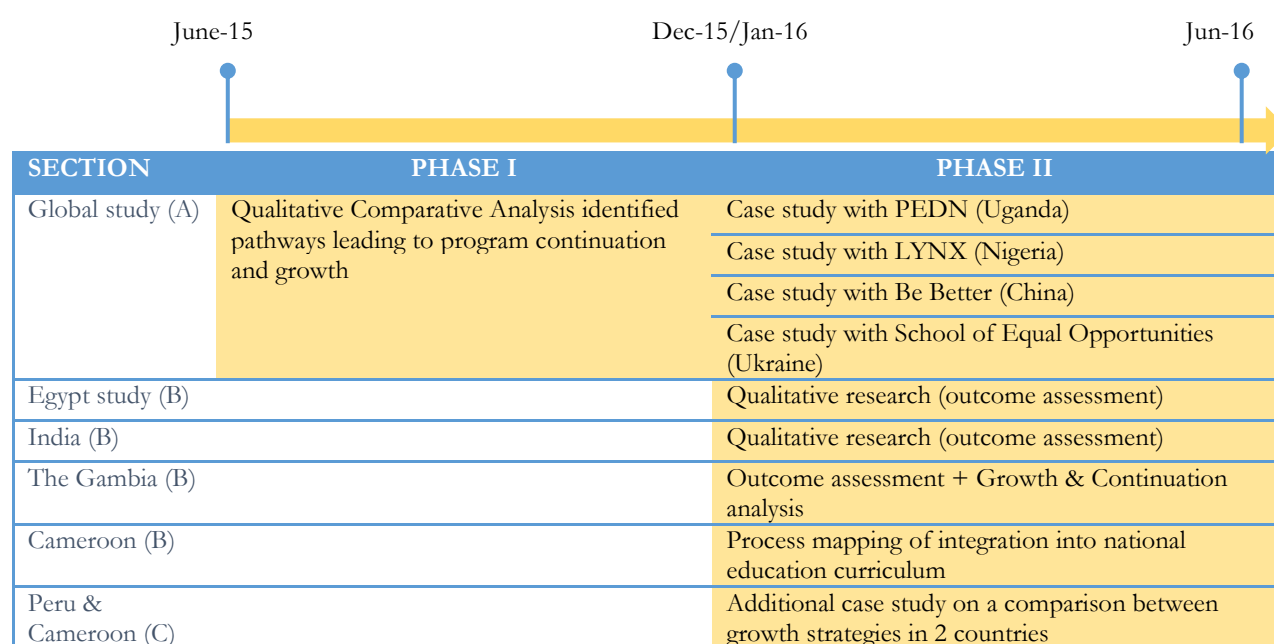 June-15 Dec-15/Jan-16 Jun-16
SECTION PHASE I PHASE II
Global study (A) Qualitative Comparative Analysis identified
pathways leading to program continuation
and growth
Case study with PEDN (Uganda)
Case study with LYNX (Nigeria)
Case study with Be Better (China)
Case study with School of Equal Opportunities
(Ukraine)
Egypt study (B) Qualitative research (outcome assessment)
India (B) Qualitative research (outcome assessment)
The Gambia (B) Outcome assessment + Growth & Continuation
analysis
Cameroon (B) Process mapping of integration into national
education curriculum
Peru & Additional case study on a comparison between
Cameroon (C) growth strategies in 2 countries